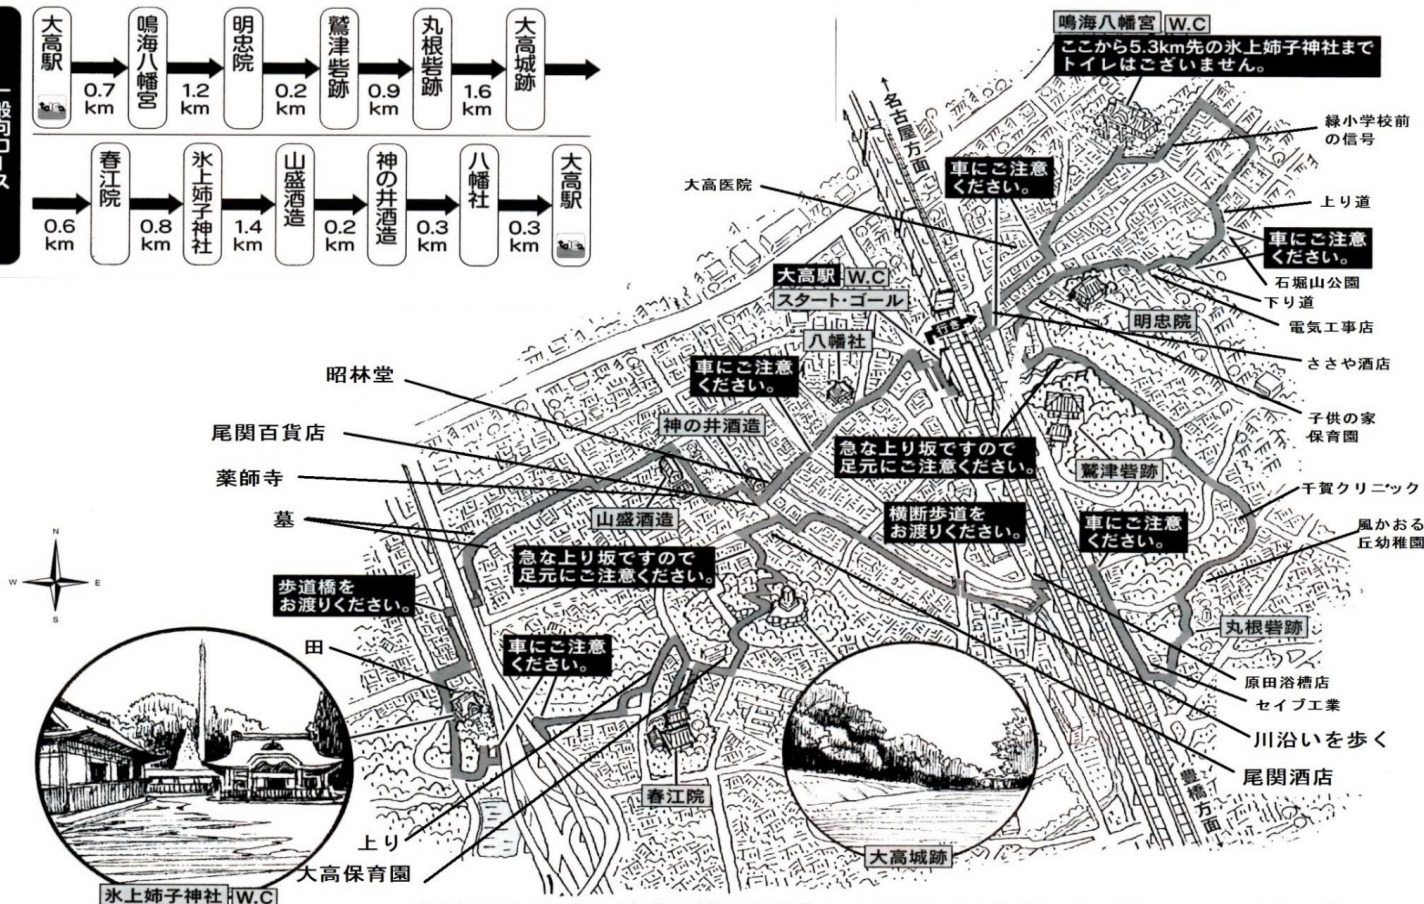 一般向コース
大高駅
鳴海八幡宮
明忠院
鷲津砦跡
丸根砦跡
大高城跡
0.7
km
1.2
km
0.2
km
0.9
km
1.6
km
春江院
氷上姉子神社
山盛酒造
神の井酒造
八幡社
大高駅
0.6
km
0.8
km
1.4
km
0.2
km
0.3
km
0.3
km
鳴海八幡宮 W.C
ここから5.3km先の氷上姉子神社まで
トイレはございません。
←名古屋方面
緑小学校前
の信号
車にご注意
ください。
大高医院
上り道
車にご注意
ください。
石堀山公園
下り道
電気工事店
明忠院
大高駅 W.C
スタート・ゴール
行き
八幡社
ささや酒店
車にご注意
ください。
昭林堂
子供の家
保育園
尾関百貨店
神の井酒造
急な上り坂ですので
足元にご注意ください。
鷲津砦跡
薬師寺
千賀クリニック
墓
山盛酒造
横断歩道を
お渡りください。
車にご注意
ください。
風かおる
丘幼稚園
急な上り坂ですので
足元にご注意ください。
N
W
E
S
歩道橋を
お渡りください。
丸根砦跡
田
車にご注意
ください。
原田浴槽店
セイブ工業
川沿いを歩く
尾関酒店
豊橋方面→
春江院
上り
大高保育園
大高城跡
氷上姉子神社 W.C